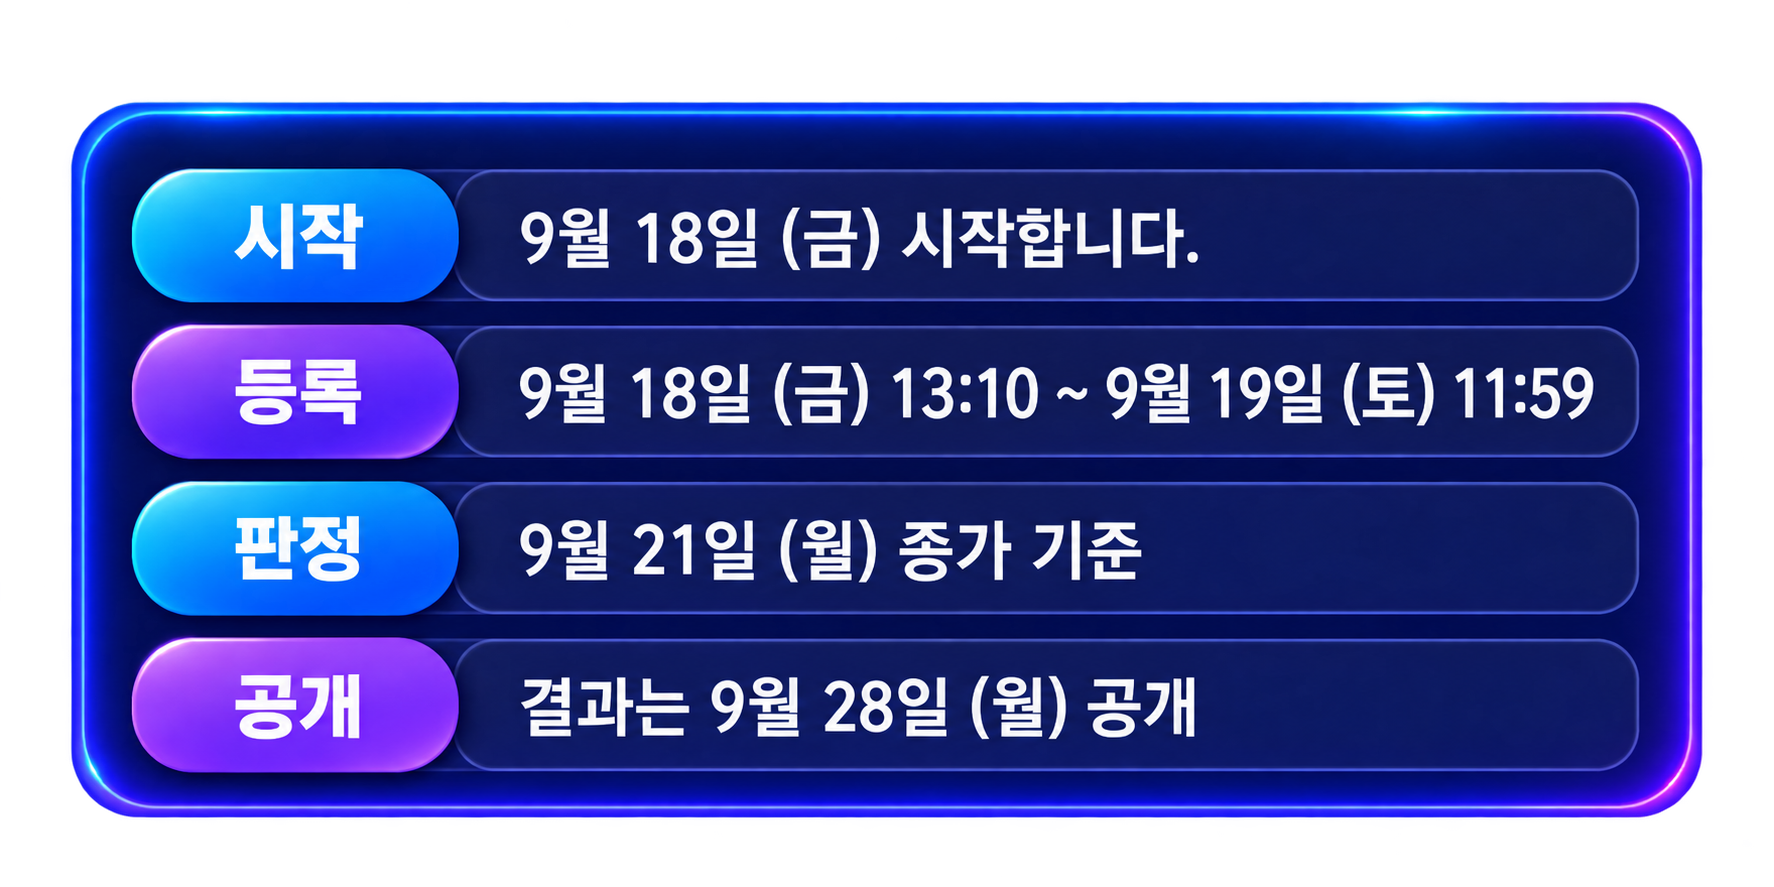 시작
9월 18일 (금) 시작합니다.
등록
9월 18일 (금) 13:10 ~ 9월 19일 (토) 11:59
판정
9월 21일 (월) 종가 기준
공개
결과는 9월 28일 (월) 공개